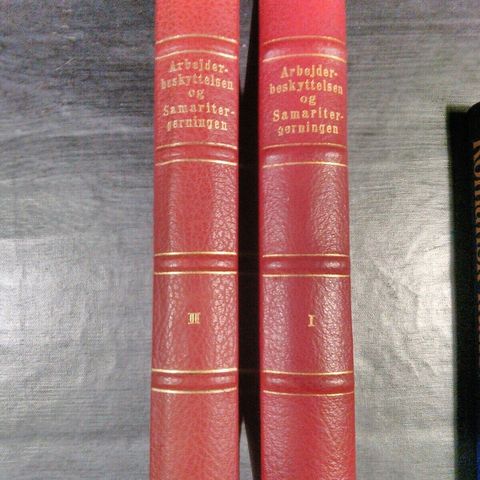 Arbejder-
beskyttelsen
og
Samariter-
gerningen
II
Arbejder-
beskyttelsen
og
Samariter-
gerningen
I